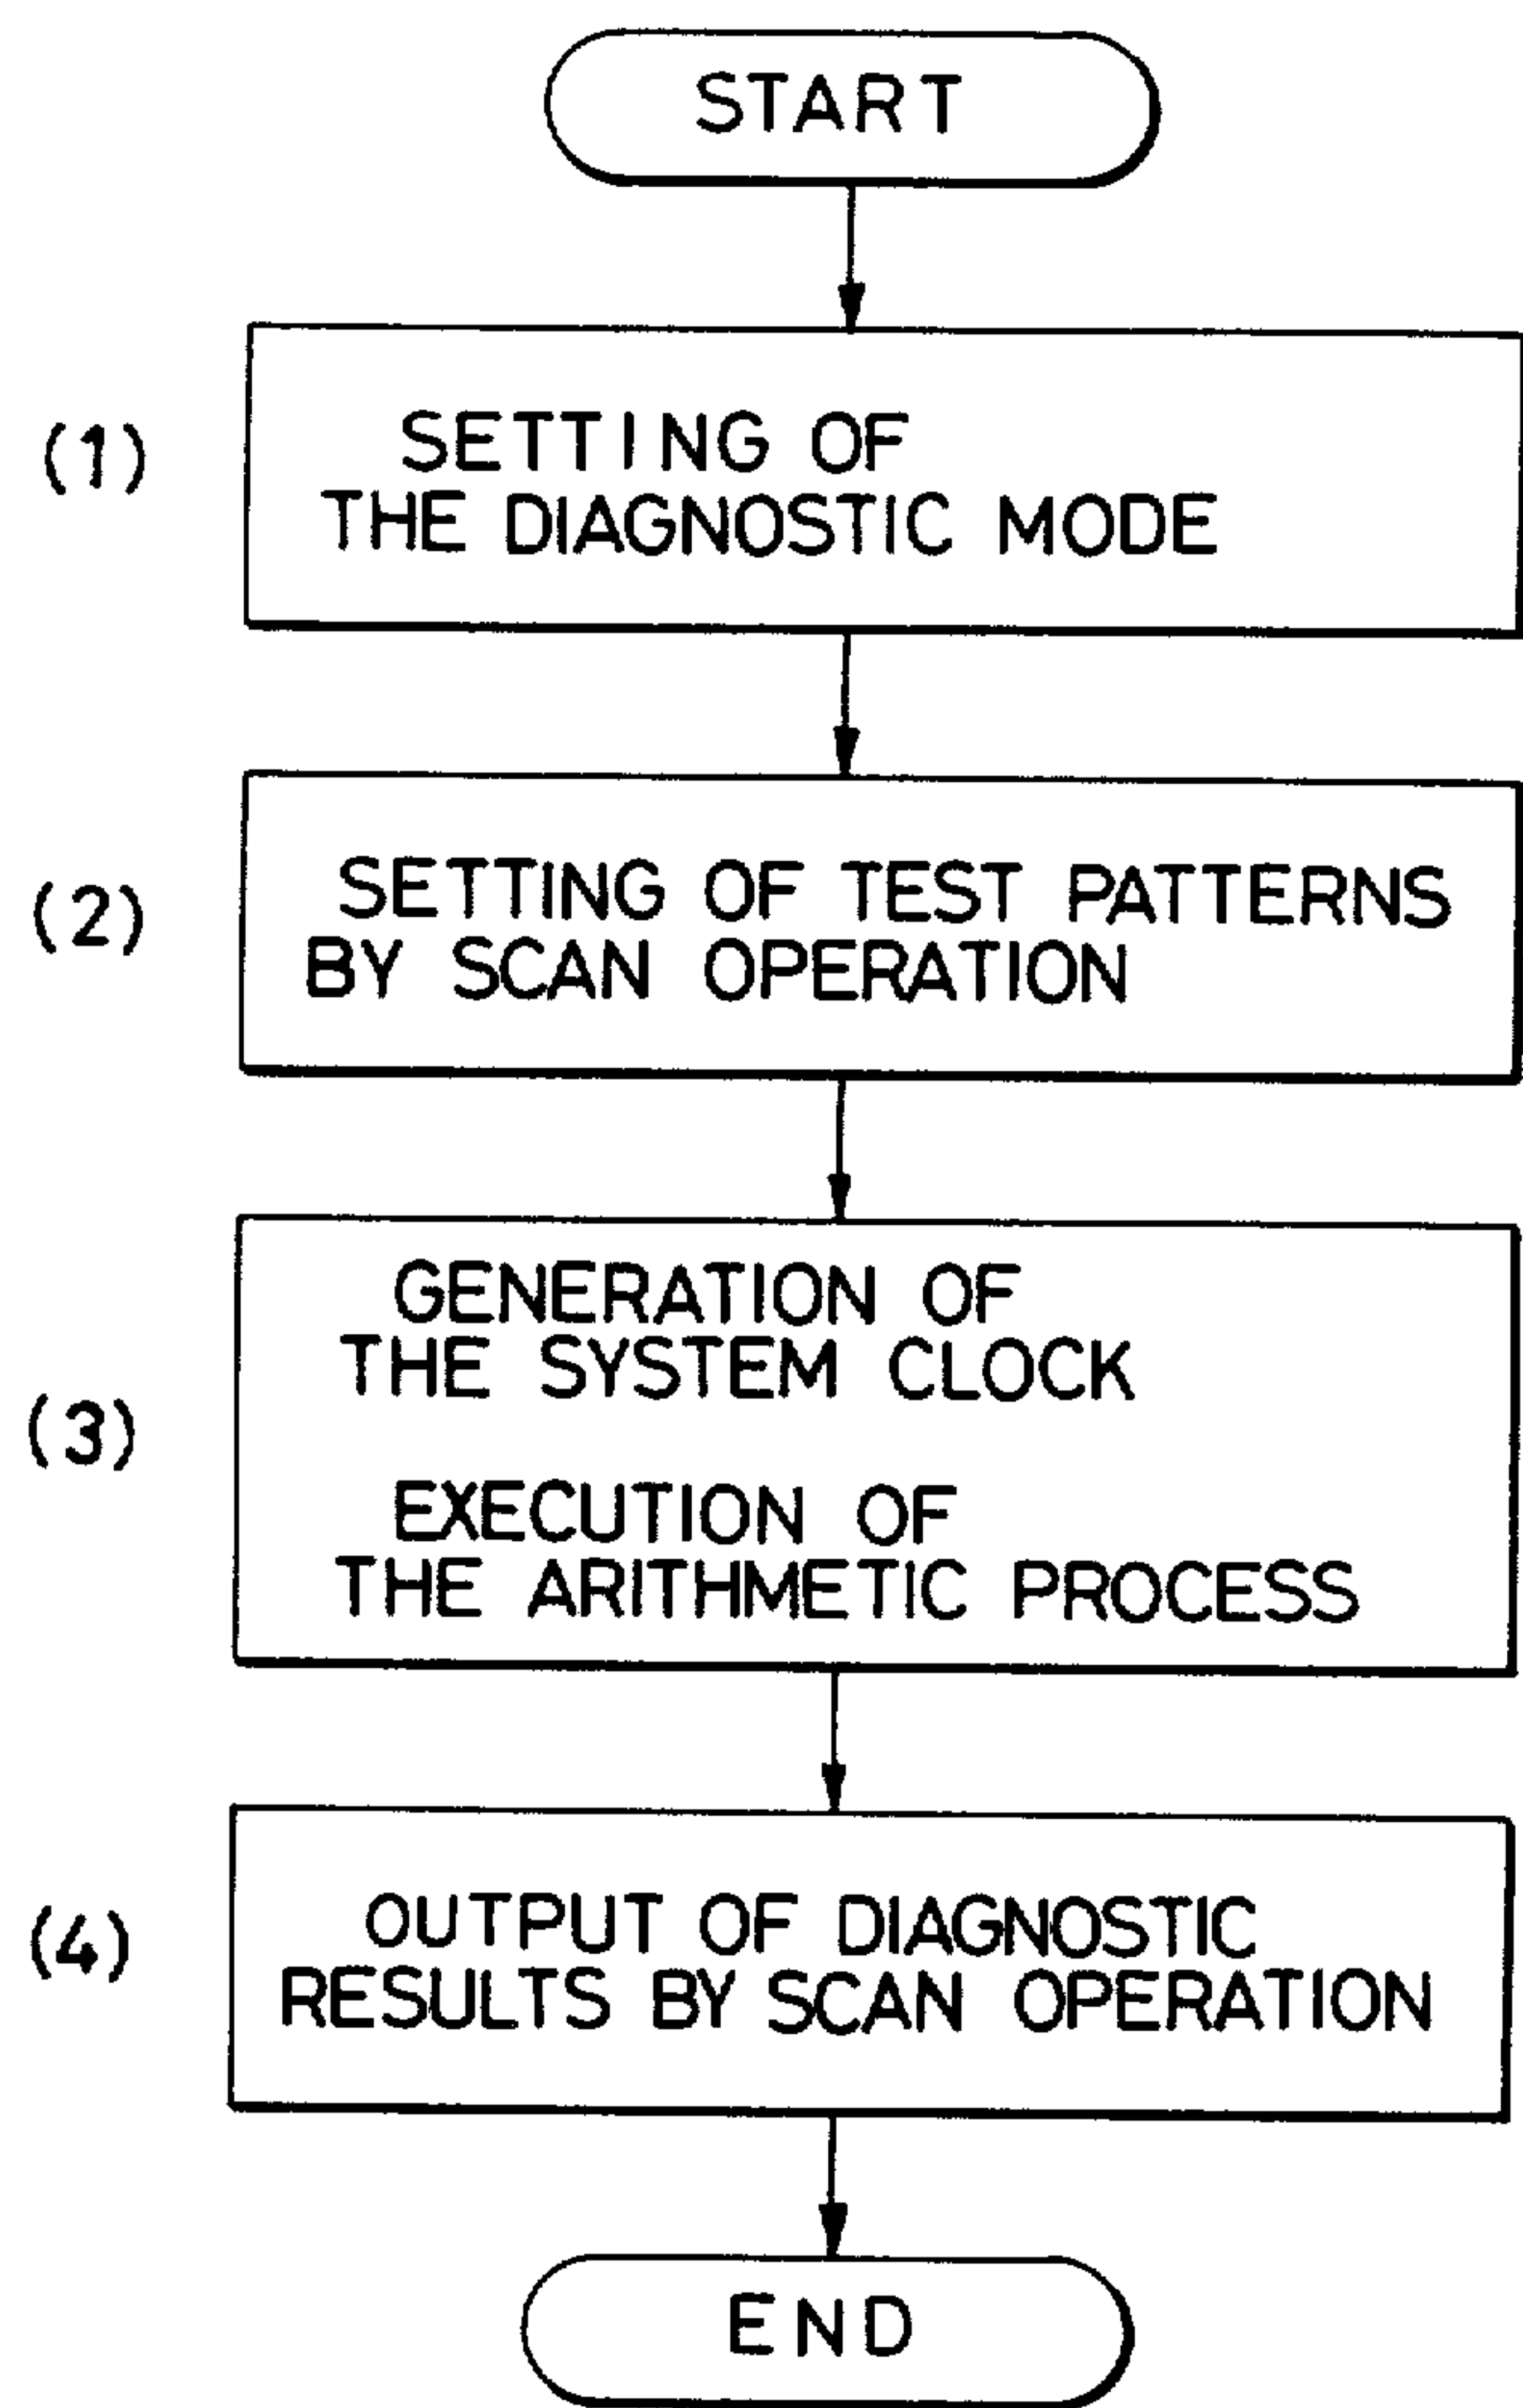 START
(1)
SETTING OF
THE DIAGNOSTIC MODE
(2)
SETTING OF TEST PATTERNS
BY SCAN OPERATION
(3)
GENERATION OF
THE SYSTEM CLOCK
EXECUTION OF
THE ARITHMETIC PROCESS
(4)
OUTPUT OF DIAGNOSTIC
RESULTS BY SCAN OPERATION
END